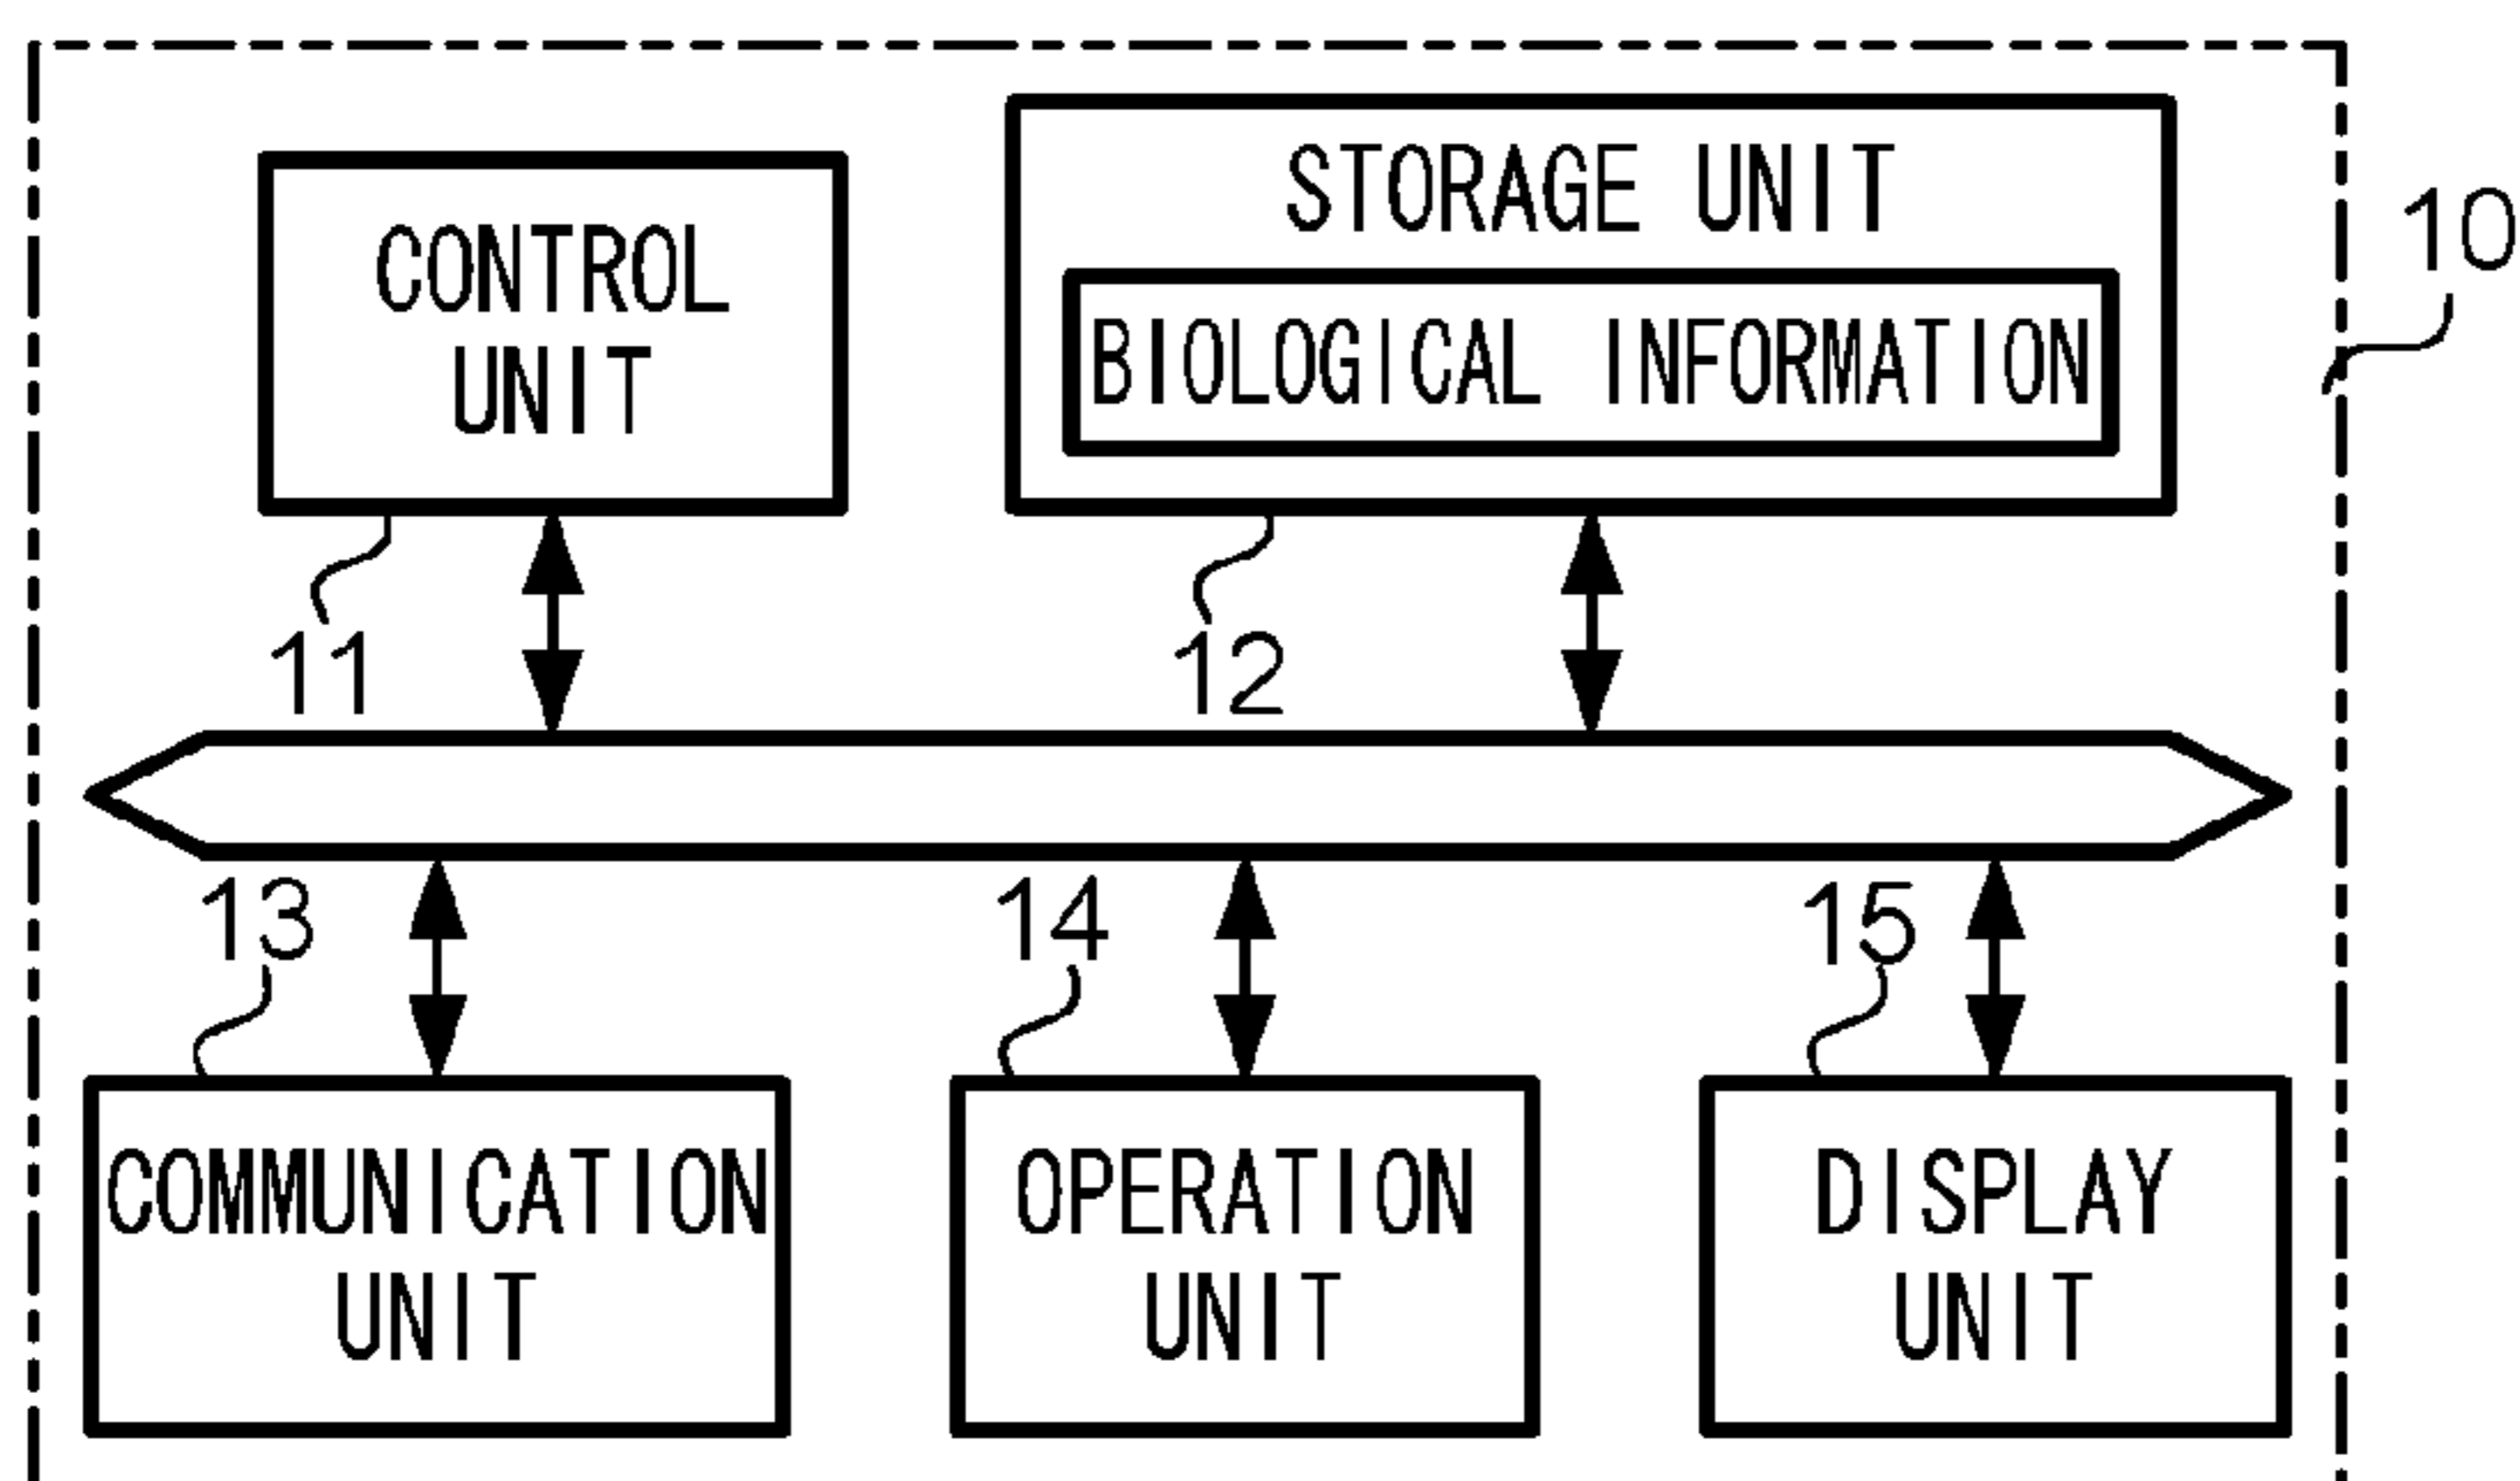 CONTROL
UNIT
STORAGE UNIT
BIOLOGICAL INFORMATION
10
11
12
13
14
15
COMMUNICATION
UNIT
OPERATION
UNIT
DISPLAY
UNIT